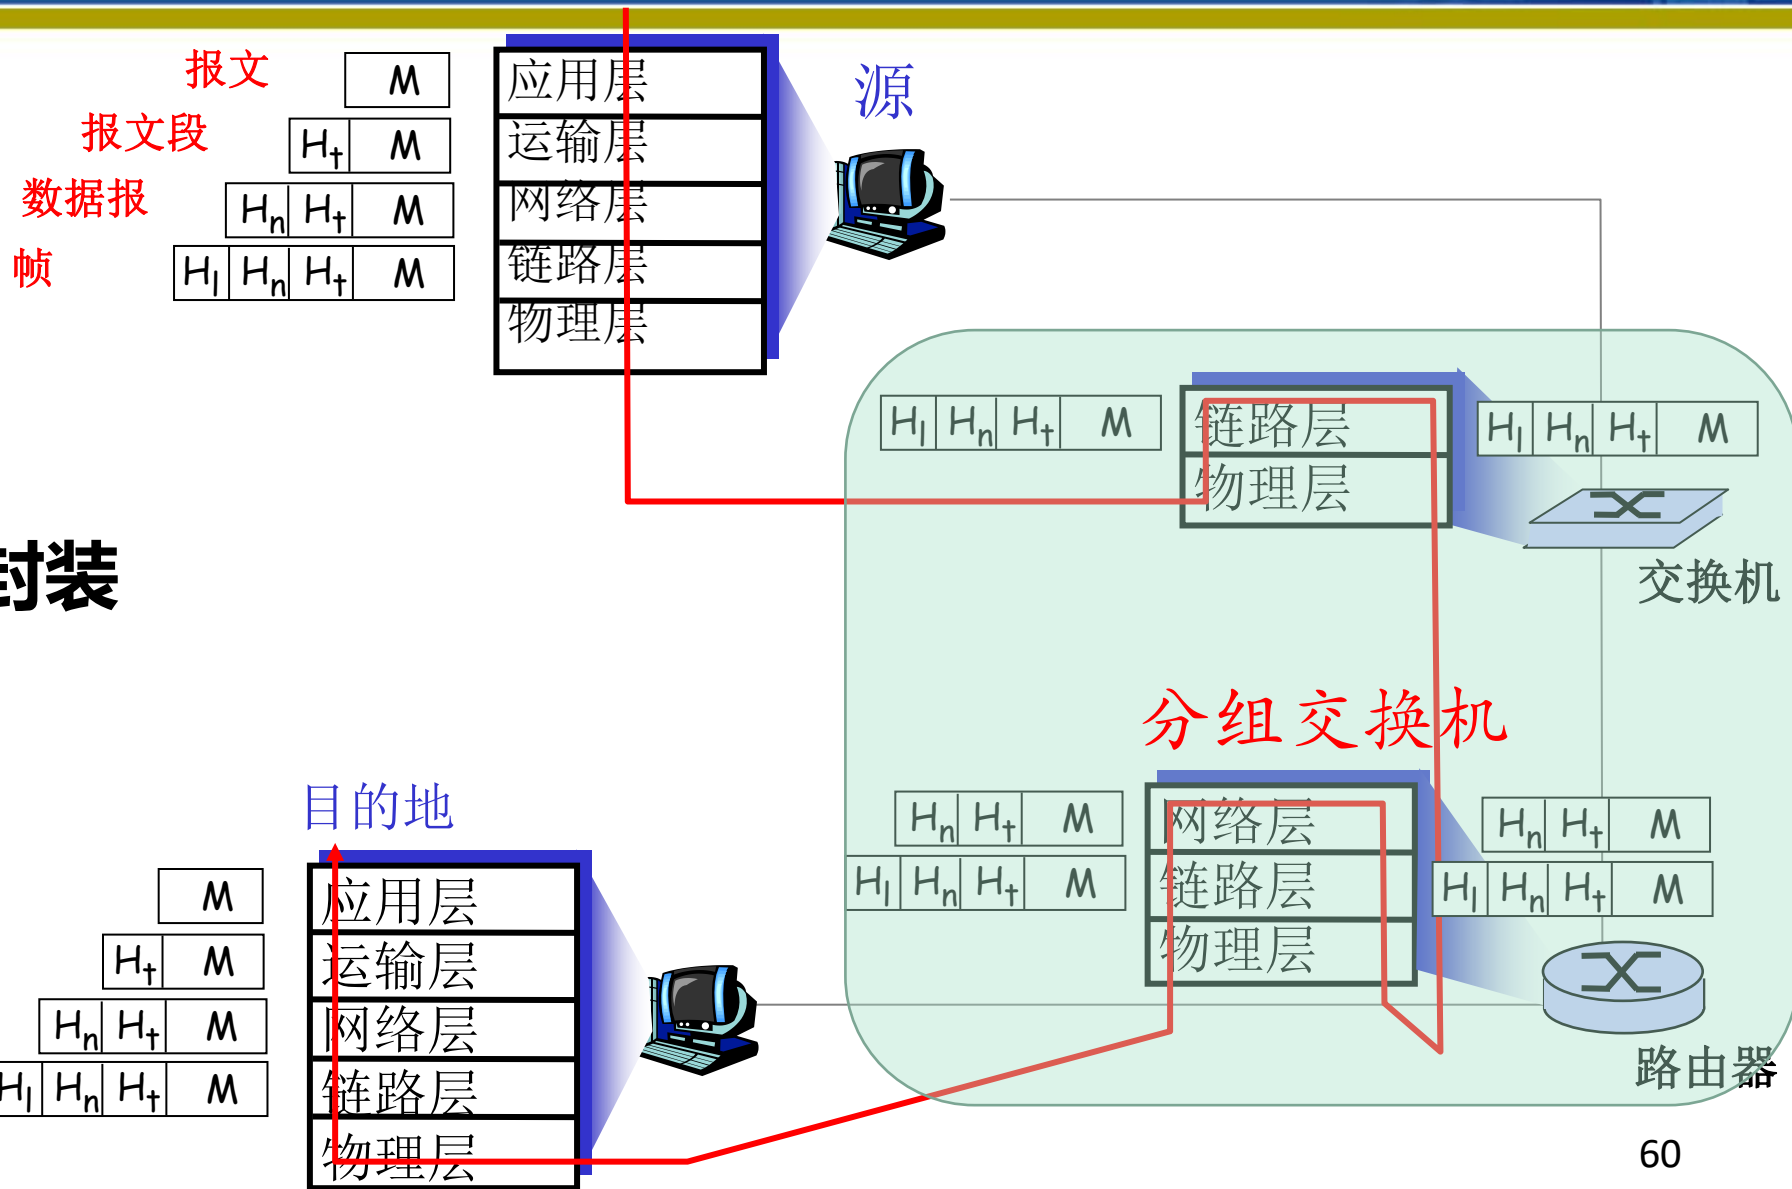 报文
M
应用层
源
报文段
Ht M
运输层
数据报
Hn Ht M
网络层
帧
Hl Hn Ht M
链路层
物理层
Hl Hn Ht M
链路层
Hl Hn Ht M
物理层
封装
交换机
分组交换机
目的地
Hn Ht M
网络层
Hn Ht M
Hl Hn Ht M
链路层
Hl Hn Ht M
物理层
路由器
M
应用层
Ht M
运输层
Hn Ht M
网络层
Hl Hn Ht M
链路层
物理层
60